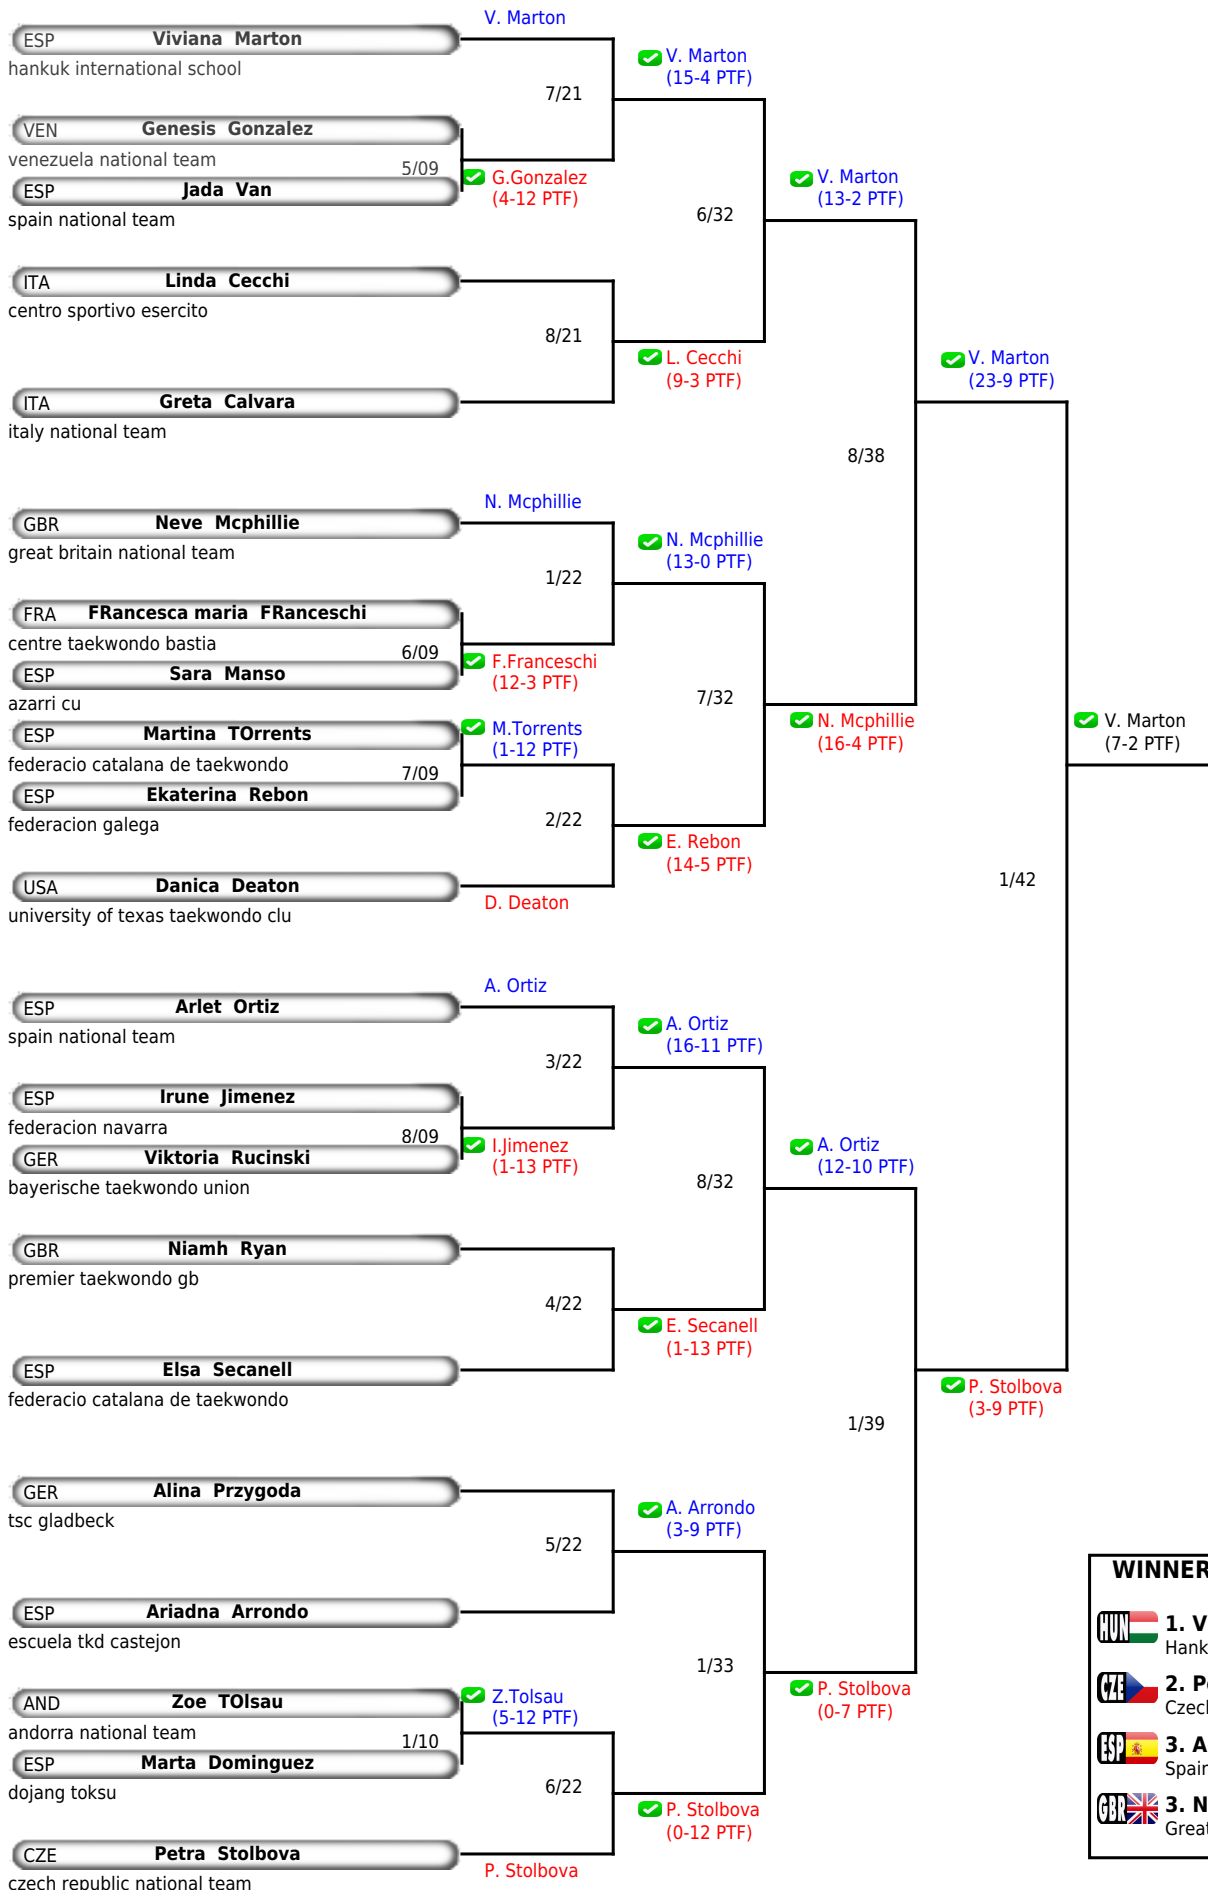 V. Marton
ESP Viviana Marton
hankuk international school
V. Marton
(15-4 PTF)
7/21
VEN Genesis Gonzalez
venezuela national team
5/09
ESP Jada Van
spain national team
G.Gonzalez
(4-12 PTF)
V. Marton
(13-2 PTF)
6/32
ITA Linda Cecchi
centro sportivo esercito
8/21
L. Cecchi
(9-3 PTF)
V. Marton
(23-9 PTF)
ITA Greta Calvara
italy national team
8/38
N. Mcphillie
GBR Neve Mcphillie
great britain national team
N. Mcphillie
(13-0 PTF)
1/22
FRA FRancesca maria FRanceschi
centre taekwondo bastia
6/09
ESP Sara Manso
azarri cu
F.Franceschi
(12-3 PTF)
7/32
ESP Martina TOrrents
federacio catalana de taekwondo
M.Torrents
(1-12 PTF)
N. Mcphillie
(16-4 PTF)
V. Marton
(7-2 PTF)
7/09
ESP Ekaterina Rebon
federacion galega
2/22
E. Rebon
(14-5 PTF)
1/42
USA Danica Deaton
university of texas taekwondo clu
D. Deaton
A. Ortiz
ESP Arlet Ortiz
spain national team
A. Ortiz
(16-11 PTF)
3/22
ESP Irune Jimenez
federacion navarra
8/09
GER Viktoria Rucinski
bayerische taekwondo union
I.Jimenez
(1-13 PTF)
A. Ortiz
(12-10 PTF)
8/32
GBR Niamh Ryan
premier taekwondo gb
4/22
E. Secanell
(1-13 PTF)
ESP Elsa Secanell
federacio catalana de taekwondo
P. Stolbova
(3-9 PTF)
1/39
GER Alina Przygoda
tsc gladbeck
A. Arrondo
(3-9 PTF)
5/22
ESP Ariadna Arrondo
escuela tkd castejon
1/33
AND Zoe TOlsau
andorra national team
Z.Tolsau
(5-12 PTF)
P. Stolbova
(0-7 PTF)
1/10
ESP Marta Dominguez
dojang toksu
6/22
P. Stolbova
(0-12 PTF)
CZE Petra Stolbova
czech republic national team
P. Stolbova
WINNER
HUN 1. V
Hank
CZE 2. Pe
Czech
ESP 3. A
Spain
GBR 3. N
Great